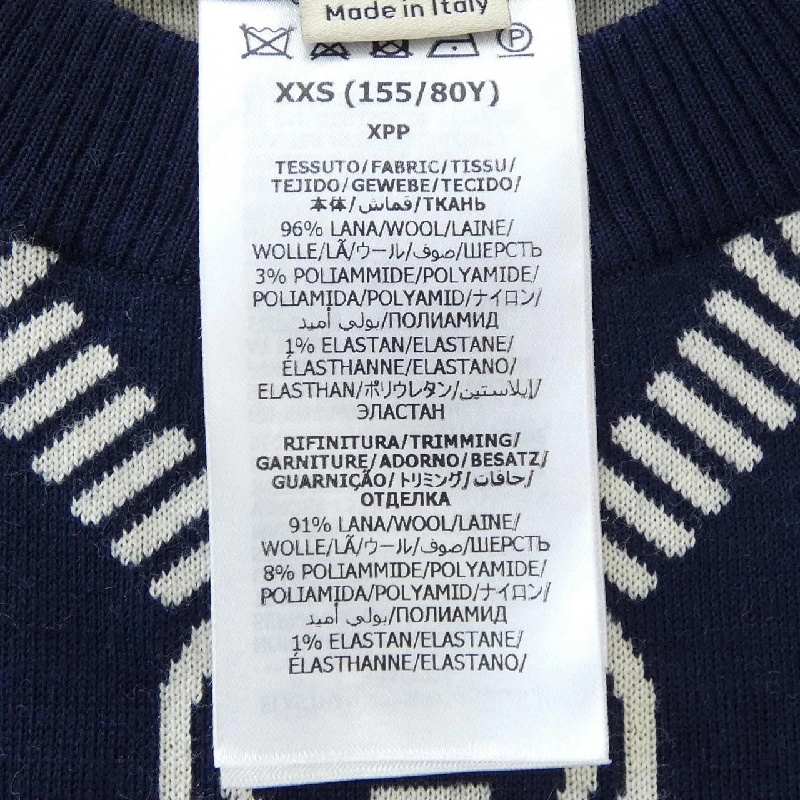 Made in Italy
P
XXS (155/80Y)
XPP
TESSUTO/FABRIC/TISSU/
TEJIDO/GEWEBE/TECIDO/
本体/قماش/ТКАНЬ
96% LANA/WOOL/LAINE/
WOLLE/LÃ/ウール/صوف/ШЕРСТЬ
3% POLIAMMIDE/POLYAMIDE/
POLIAMIDA/POLYAMID/ナイロン/
بولي أميد/ПОЛИАМИД
1% ELASTAN/ELASTANE/
ÉLASTHANNE/ELASTANO/
ELASTHAN/ポリウレタン/إيلاستين/
ЭЛАСТАН
RIFINITURA/TRIMMING/
GARNITURE/ADORNO/BESATZ/
GUARNIÇÃO/トリミング/حافات/
ОТДЕЛКА
91% LANA/WOOL/LAINE/
WOLLE/LÃ/ウール/صوف/ШЕРСТЬ
8% POLIAMMIDE/POLYAMIDE/
POLIAMIDA/POLYAMID/ナイロン/
بولي أميد/ПОЛИАМИД
1% ELASTAN/ELASTANE/
ÉLASTHANNE/ELASTANO/